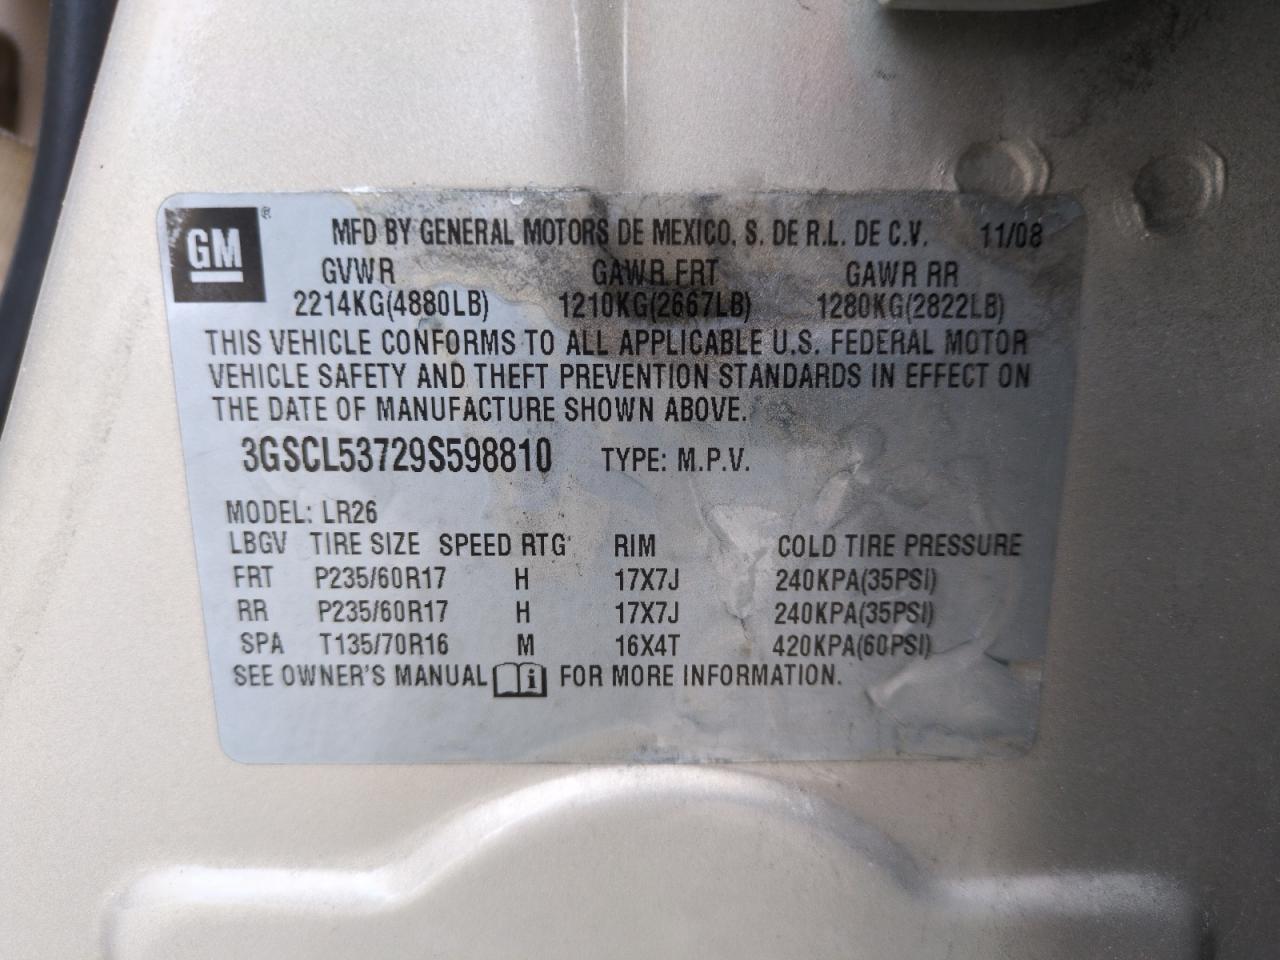 GM ® MFD BY GENERAL MOTORS DE MEXICO, S. DE R.L. DE C.V. 11/08
GVWR GAWR FRT GAWR RR
2214KG(4880LB) 1210KG(2667LB) 1280KG(2822LB)
THIS VEHICLE CONFORMS TO ALL APPLICABLE U.S. FEDERAL MOTOR
VEHICLE SAFETY AND THEFT PREVENTION STANDARDS IN EFFECT ON
THE DATE OF MANUFACTURE SHOWN ABOVE.
3GSCL53729S598810 TYPE: M.P.V.
MODEL: LR26
LBGV TIRE SIZE SPEED RTG RIM COLD TIRE PRESSURE
FRT P235/60R17 H 17X7J 240KPA(35PSI)
RR P235/60R17 H 17X7J 240KPA(35PSI)
SPA T135/70R16 M 16X4T 420KPA(60PSI)
SEE OWNER'S MANUAL i FOR MORE INFORMATION.